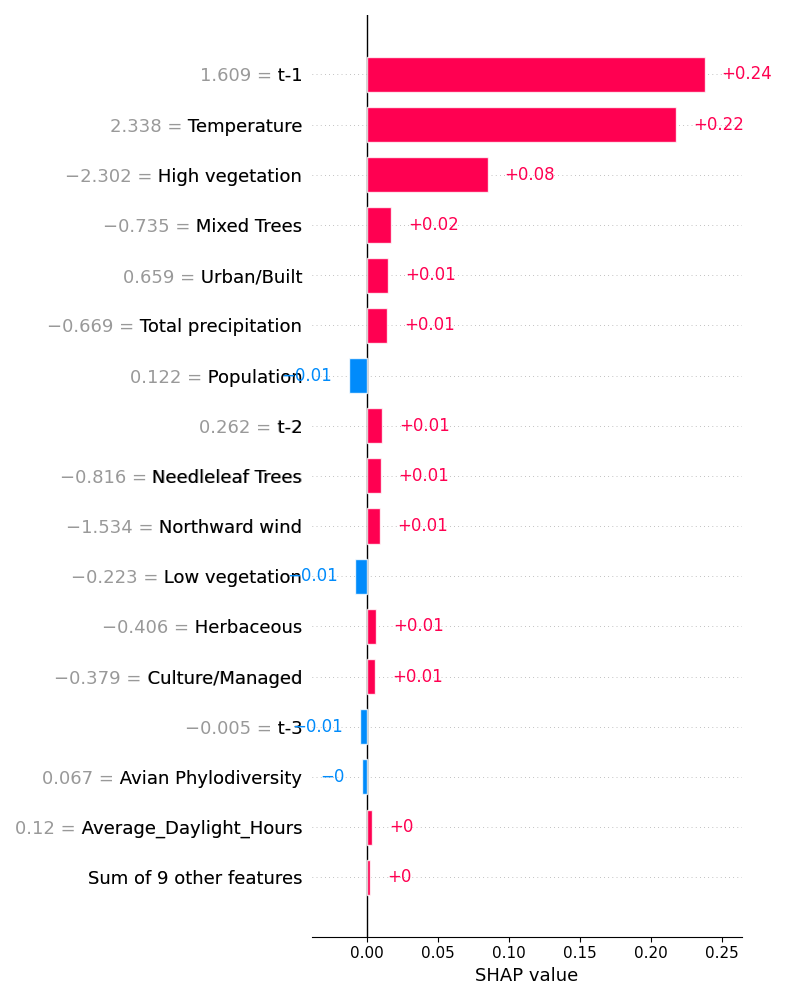 1.609 = t-1 +0.24
2.338 = Temperature +0.22
−2.302 = High vegetation +0.08
−0.735 = Mixed Trees +0.02
0.659 = Urban/Built +0.01
−0.669 = Total precipitation +0.01
0.122 = Population −0.01
0.262 = t-2 +0.01
−0.816 = Needleleaf Trees +0.01
−1.534 = Northward wind +0.01
−0.223 = Low vegetation −0.01
−0.406 = Herbaceous +0.01
−0.379 = Culture/Managed +0.01
−0.005 = t-3 −0.01
0.067 = Avian Phylodiversity −0
0.12 = Average_Daylight_Hours +0
Sum of 9 other features +0
0.00 0.05 0.10 0.15 0.20 0.25
SHAP value